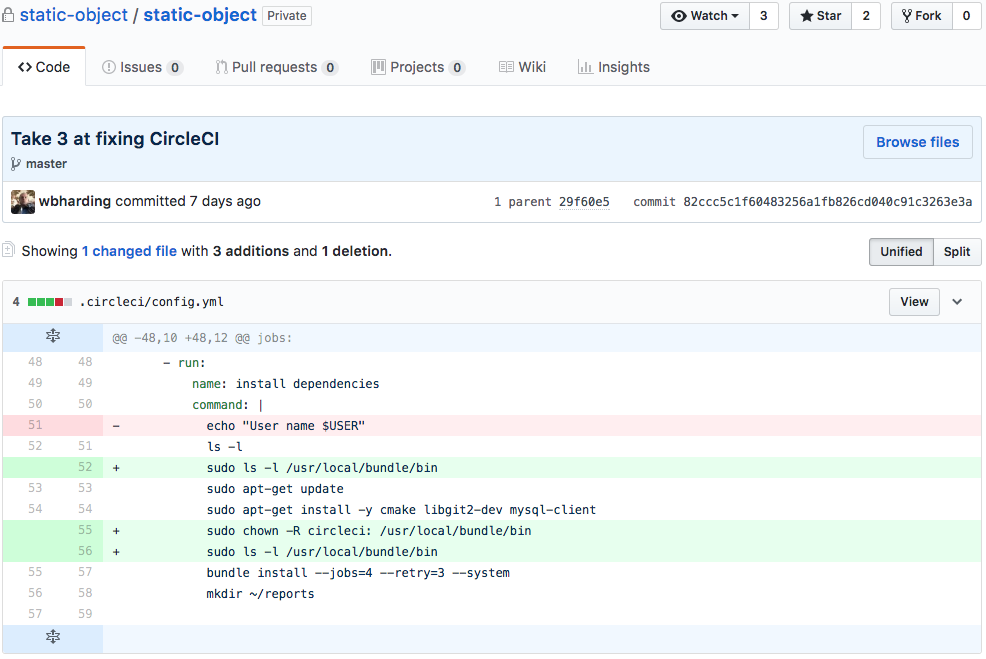 static-object / static-object Private Watch 3 Star 2 Fork 0
Code Issues 0 Pull requests 0 Projects 0 Wiki Insights
Take 3 at fixing CircleCI
Browse files
master
wbharding committed 7 days ago 1 parent 29f60e5 commit 82ccc5c1f60483256a1fb826cd040c91c3263e3a
Showing 1 changed file with 3 additions and 1 deletion. Unified Split
4 .circleci/config.yml View
@@ -48,10 +48,12 @@ jobs:
48 48 - run:
49 49 name: install dependencies
50 50 command: |
51 - echo "User name $USER"
52 51 ls -l
52 + sudo ls -l /usr/local/bundle/bin
53 53 sudo apt-get update
54 54 sudo apt-get install -y cmake libgit2-dev mysql-client
55 + sudo chown -R circleci: /usr/local/bundle/bin
56 + sudo ls -l /usr/local/bundle/bin
55 57 bundle install --jobs=4 --retry=3 --system
56 58 mkdir ~/reports
57 59